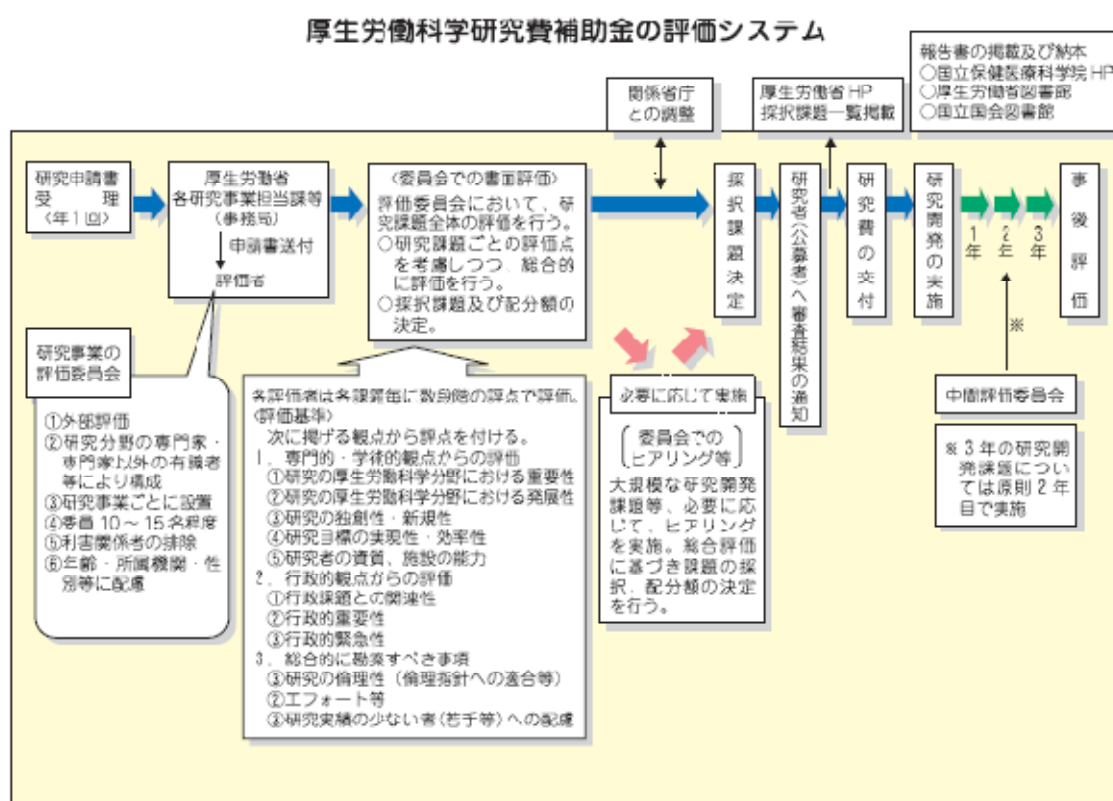 厚生労働科学研究費補助金の評価システム
関係省庁
との調整
厚生労働省HP
採択課題一覧掲載
報告書の掲載及び納本
○国立保健医療科学院HP
○厚生労働省図書館
○国立国会図書館
研究申請書
受　理
（年1回）
厚生労働省
各研究事業担当課等
（事務局）
申請書送付
評価者
〈委員会での書面評価〉
評価委員会において、研
究課題全体の評価を行う。
○研究課題ごとの評価点
を考慮しつつ、総合的
に評価を行う。
○採択課題及び配分額の
決定。
採択課題決定
研究者（公募者）へ審査結果の通知
研究費の交付
研究開発の実施
1年
2年
3年
事後評価
※
研究事業の
評価委員会
①外部評価
②研究分野の専門家・
専門家以外の有識者
等により構成
③研究事業ごとに設置
④委員10～15名程度
⑤利害関係者の排除
⑥年齢・所属機関・性
別等に配慮
各評価者は各課題毎に数段階の評点で評価。
〈評価基準〉
次に掲げる観点から評点を付ける。
1．専門的・学術的観点からの評価
①研究の厚生労働科学分野における重要性
②研究の厚生労働科学分野における発展性
③研究の独創性・新規性
④研究目標の実現性・効率性
⑤研究者の資質、施設の能力
2．行政的観点からの評価
①行政課題との関連性
②行政的重要性
③行政的緊急性
3．総合的に勘案すべき事項
③研究の倫理性（倫理指針への適合等）
②エフォート等
③研究実績の少ない者（若手等）への配慮
必要に応じて実施
委員会での
ヒアリング等
大規模な研究開発
課題等、必要に応
じて、ヒアリング
を実施。総合評価
に基づき課題の採
択、配分額の決定
を行う。
中間評価委員会
※3年の研究開
発課題につい
ては原則2年
目で実施